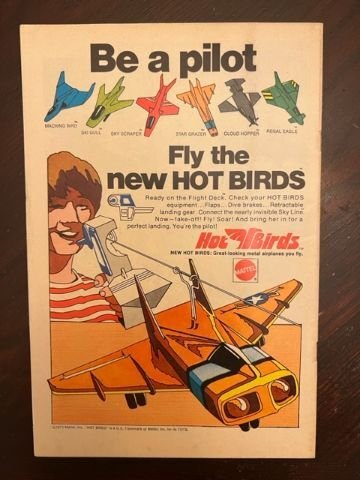 Be a pilot
MACHING BIRD
SKI GULL
SKY SCRAPER
STAR GRAZER
CLOUD HOPPER
REGAL EAGLE
Fly the
new HOT BIRDS
Ready on the Flight Deck. Check your HOT BIRDS
equipment...Flaps... Dive brakes... Retractable
landing gear. Connect the nearly invisible Sky Line.
Now—Take-off! Fly! Soar! And bring her in for a
perfect landing. You're the pilot!
Hot Birds
NEW HOT BIRDS: Great-looking metal airplanes you fly.
MATTEL